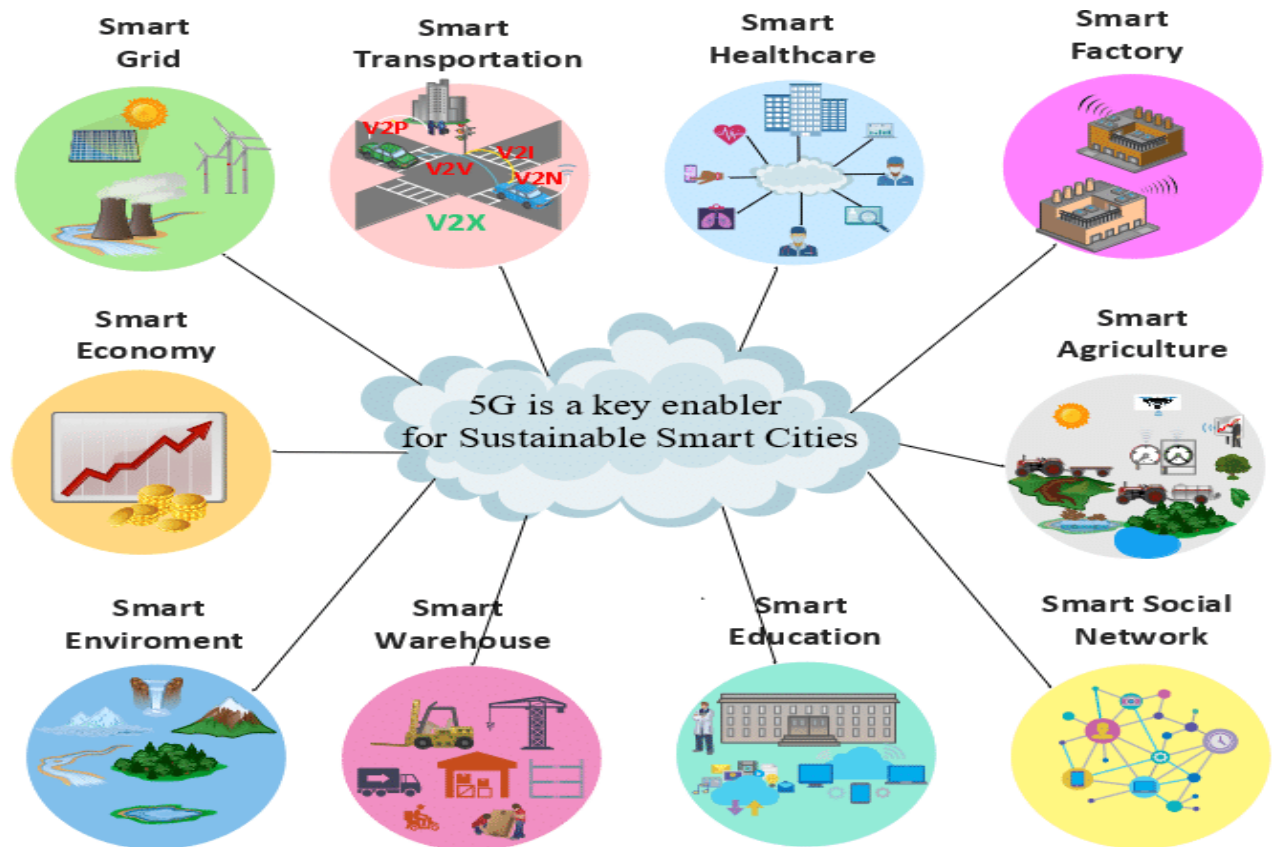 Smart
Grid
Smart
Transportation
Smart
Healthcare
Smart
Factory
V2P
V2V
V2I
V2N
V2X
Smart
Economy
5G is a key enabler
for Sustainable Smart Cities
Smart
Agriculture
Smart
Enviroment
Smart
Warehouse
Smart
Education
Smart Social
Network